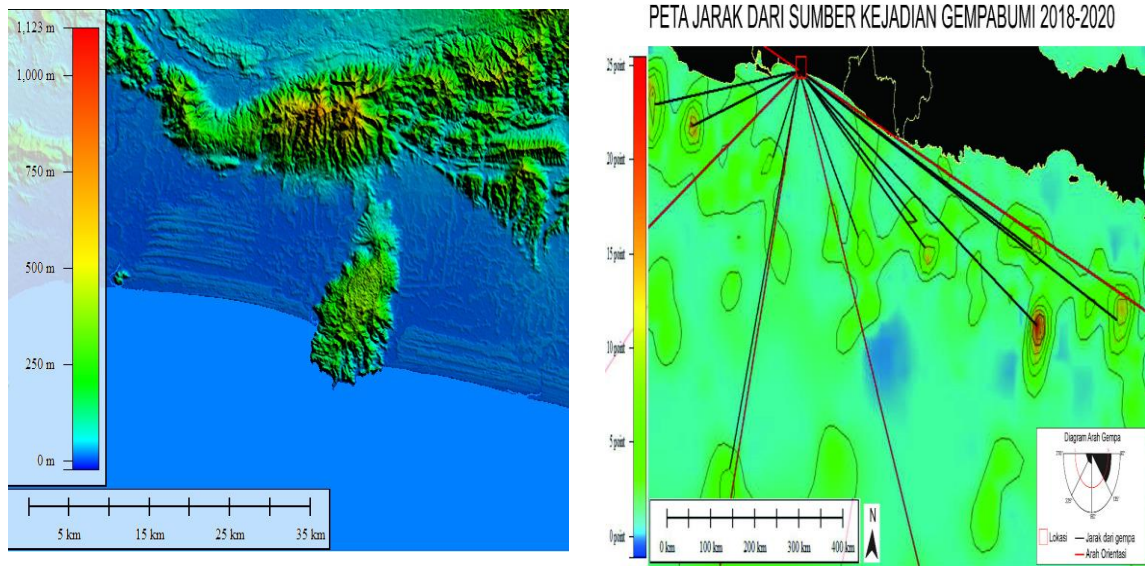 1,123 m
1,000 m
750 m
500 m
250 m
0 m
5 km 15 km 25 km 35 km
PETA JARAK DARI SUMBER KEJADIAN GEMPABUMI 2018-2020
25 point
20 point
15 point
10 point
5 point
0 point
0 km 100 km 200 km 300 km 400 km
N
Diagram Arah Gempa
270°
Lokasi
Jarak dari gempa
Arah Orientasi